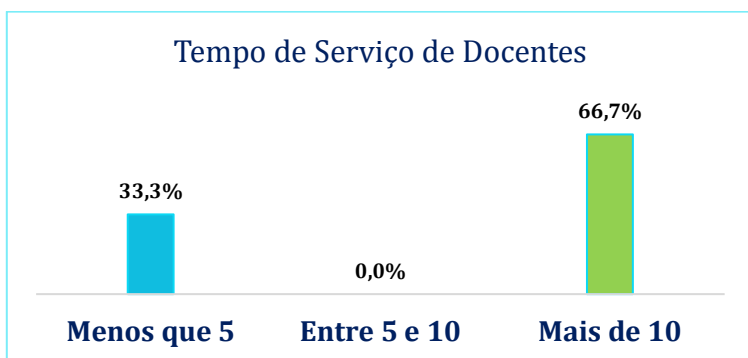 Tempo de Serviço de Docentes
66,7%
33,3%
0,0%
Menos que 5
Entre 5 e 10
Mais de 10